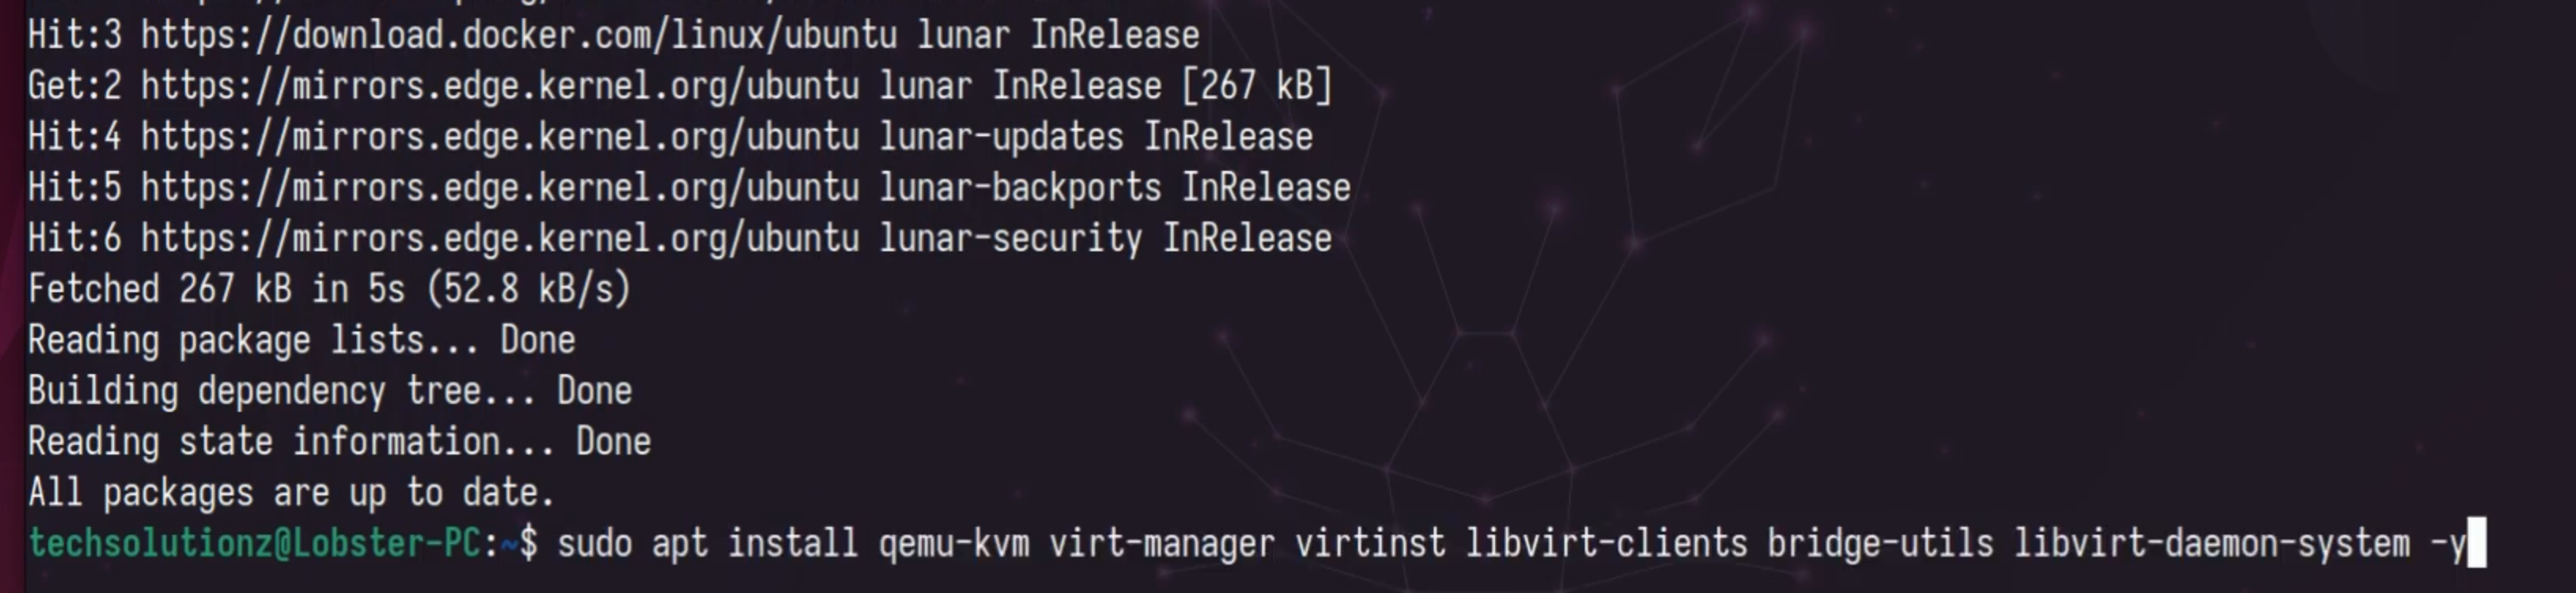 Hit:3 https://download.docker.com/linux/ubuntu lunar InRelease
Get:2 https://mirrors.edge.kernel.org/ubuntu lunar InRelease [267 kB]
Hit:4 https://mirrors.edge.kernel.org/ubuntu lunar-updates InRelease
Hit:5 https://mirrors.edge.kernel.org/ubuntu lunar-backports InRelease
Hit:6 https://mirrors.edge.kernel.org/ubuntu lunar-security InRelease
Fetched 267 kB in 5s (52.8 kB/s)
Reading package lists... Done
Building dependency tree... Done
Reading state information... Done
All packages are up to date.
techsolutionz@Lobster-PC:~$ sudo apt install qemu-kvm virt-manager virtinst libvirt-clients bridge-utils libvirt-daemon-system -y